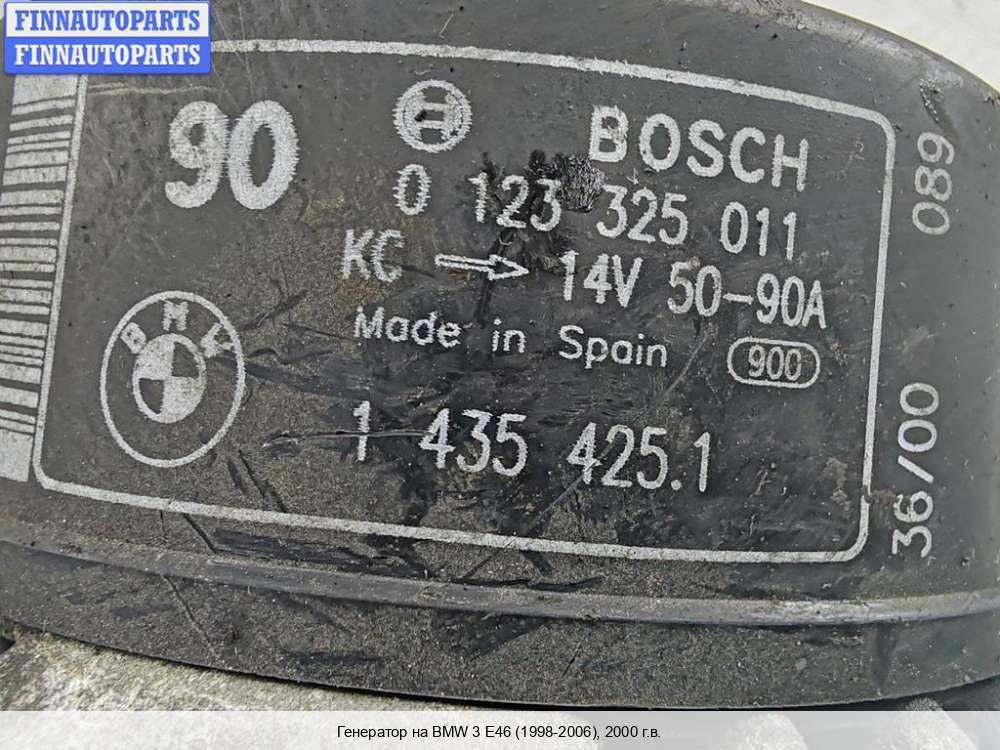 FINNAUTOPARTS
FINNAUTOPARTS
90
BOSCH
0 123 325 011
KC → 14V 50-90A
Made in Spain 900
BMW
1 435 425.1
089
36/00
Генератор на BMW 3 E46 (1998-2006), 2000 г.в.